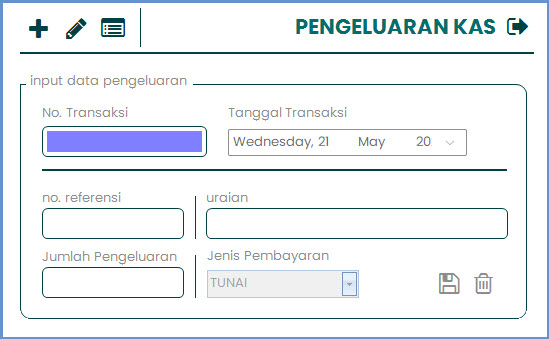 PENGELUARAN KAS
input data pengeluaran
No. Transaksi
Tanggal Transaksi
Wednesday, 21 May 20
no. referensi
uraian
Jumlah Pengeluaran
Jenis Pembayaran
TUNAI